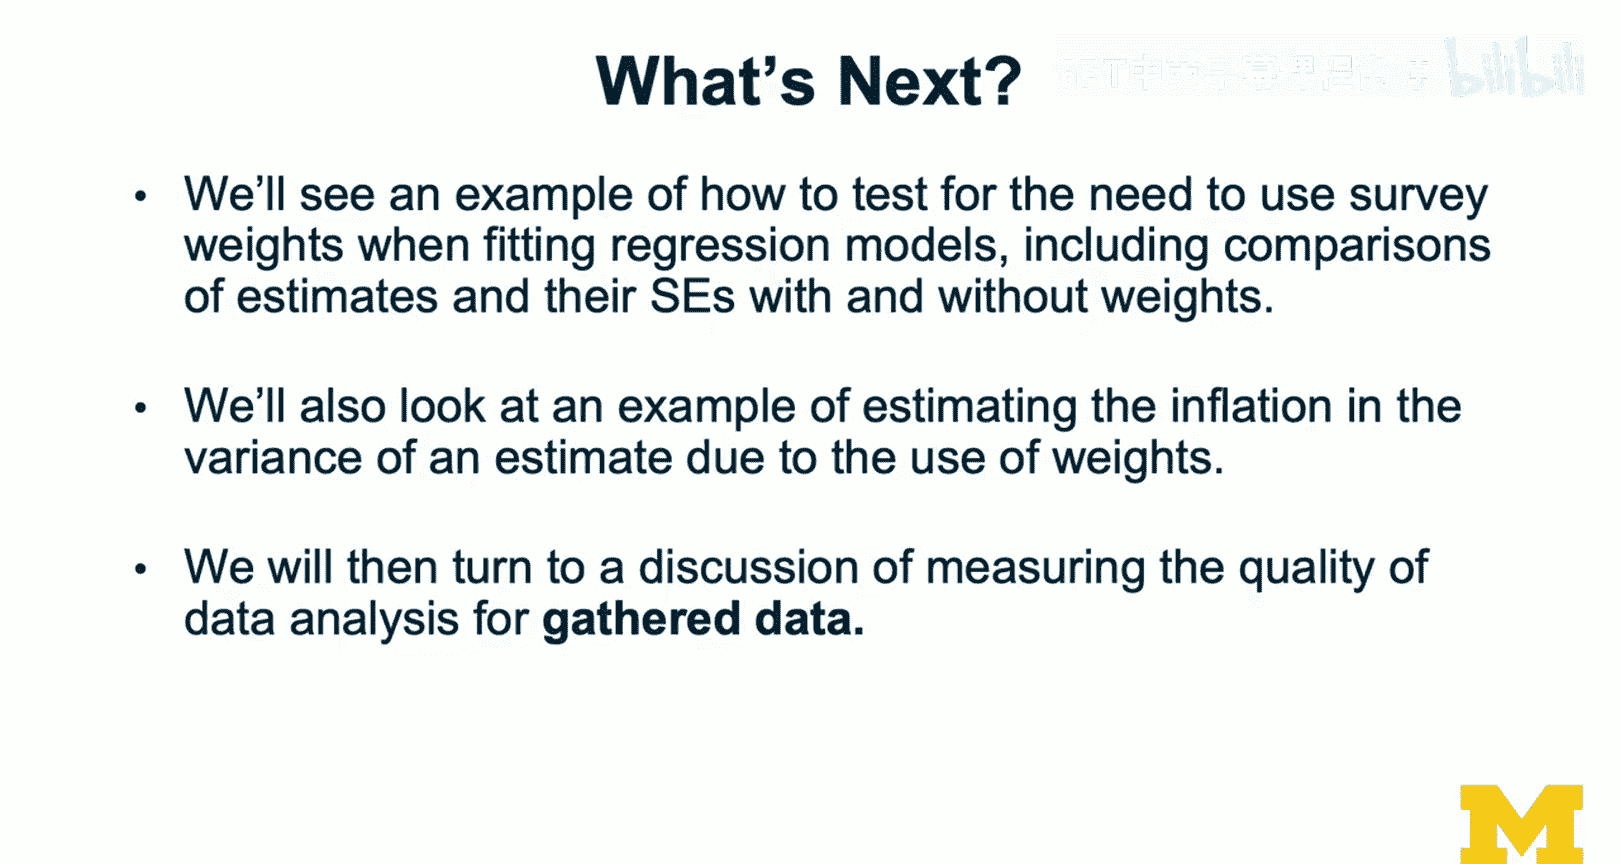 What's Next?
bilibili
• We'll see an example of how to test for the need to use survey
weights when fitting regression models, including comparisons
of estimates and their SEs with and without weights.
• We'll also look at an example of estimating the inflation in the
variance of an estimate due to the use of weights.
• We will then turn to a discussion of measuring the quality of
data analysis for gathered data.
M